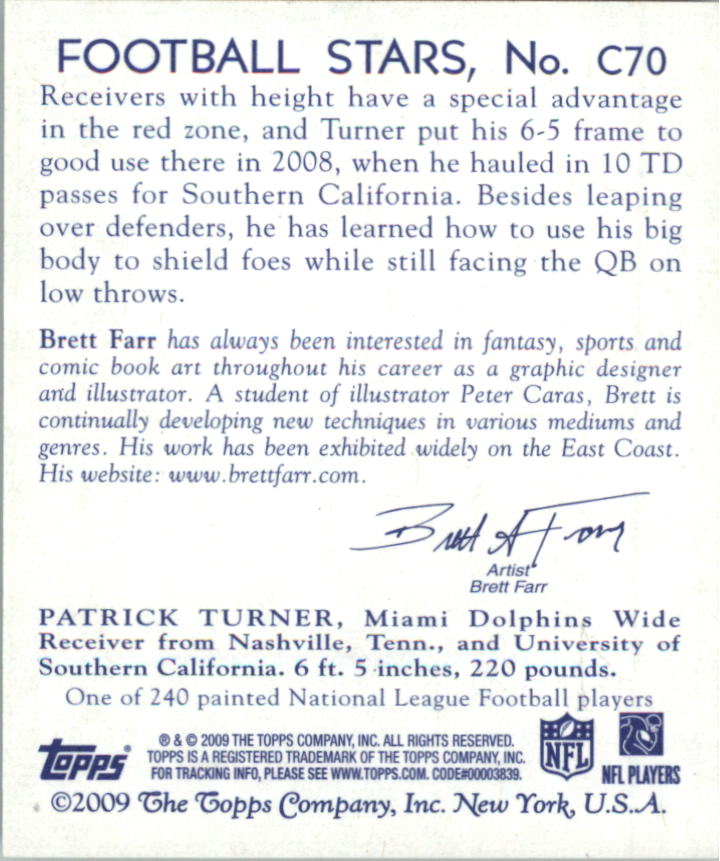 FOOTBALL STARS, No. C70
Receivers with height have a special advantage
in the red zone, and Turner put his 6-5 frame to
good use there in 2008, when he hauled in 10 TD
passes for Southern California. Besides leaping
over defenders, he has learned how to use his big
body to shield foes while still facing the QB on
low throws.
Brett Farr has always been interested in fantasy, sports and
comic book art throughout his career as a graphic designer
and illustrator. A student of illustrator Peter Caras, Brett is
continually developing new techniques in various mediums and
genres. His work has been exhibited widely on the East Coast.
His website: www.brettfarr.com.
Brett A Farr
Artist
Brett Farr
PATRICK TURNER, Miami Dolphins Wide
Receiver from Nashville, Tenn., and University of
Southern California. 6 ft. 5 inches, 220 pounds.
One of 240 painted National League Football players
topps®
® & © 2009 THE TOPPS COMPANY, INC. ALL RIGHTS RESERVED.
TOPPS IS A REGISTERED TRADEMARK OF THE TOPPS COMPANY, INC.
FOR TRACKING INFO, PLEASE SEE WWW.TOPPS.COM. CODE#00003839.
NFL
NFL PLAYERS
©2009 The Topps Company, Inc. New York, U.S.A.